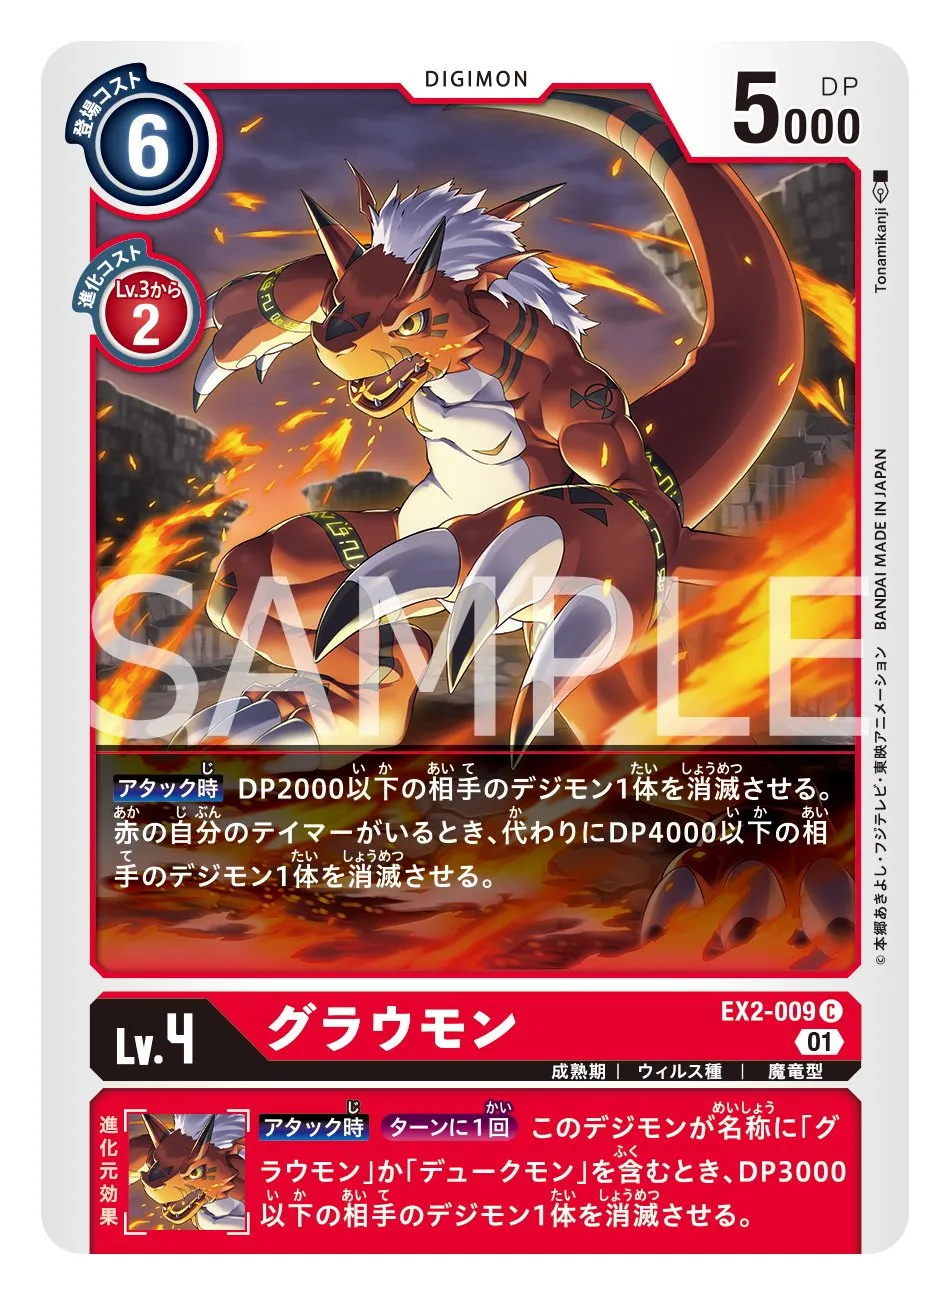 DIGIMON
登場コスト
6
DP
5000
進化コスト
Lv.3から
2
Tonamikanji
BANDAI MADE IN JAPAN
©本郷あきよし・フジテレビ・東映アニメーション
SAMPLE
アタック時 DP2000以下の相手のデジモン1体を消滅させる。
赤の自分のテイマーがいるとき、代わりにDP4000以下の相
手のデジモン1体を消滅させる。
Lv.4
グラウモン
EX2-009 C
01
成熟期 | ウィルス種 | 魔竜型
進化元効果
アタック時 ターンに1回 このデジモンが名称に「グ
ラウモン」か「デュークモン」を含むとき、DP3000
以下の相手のデジモン1体を消滅させる。